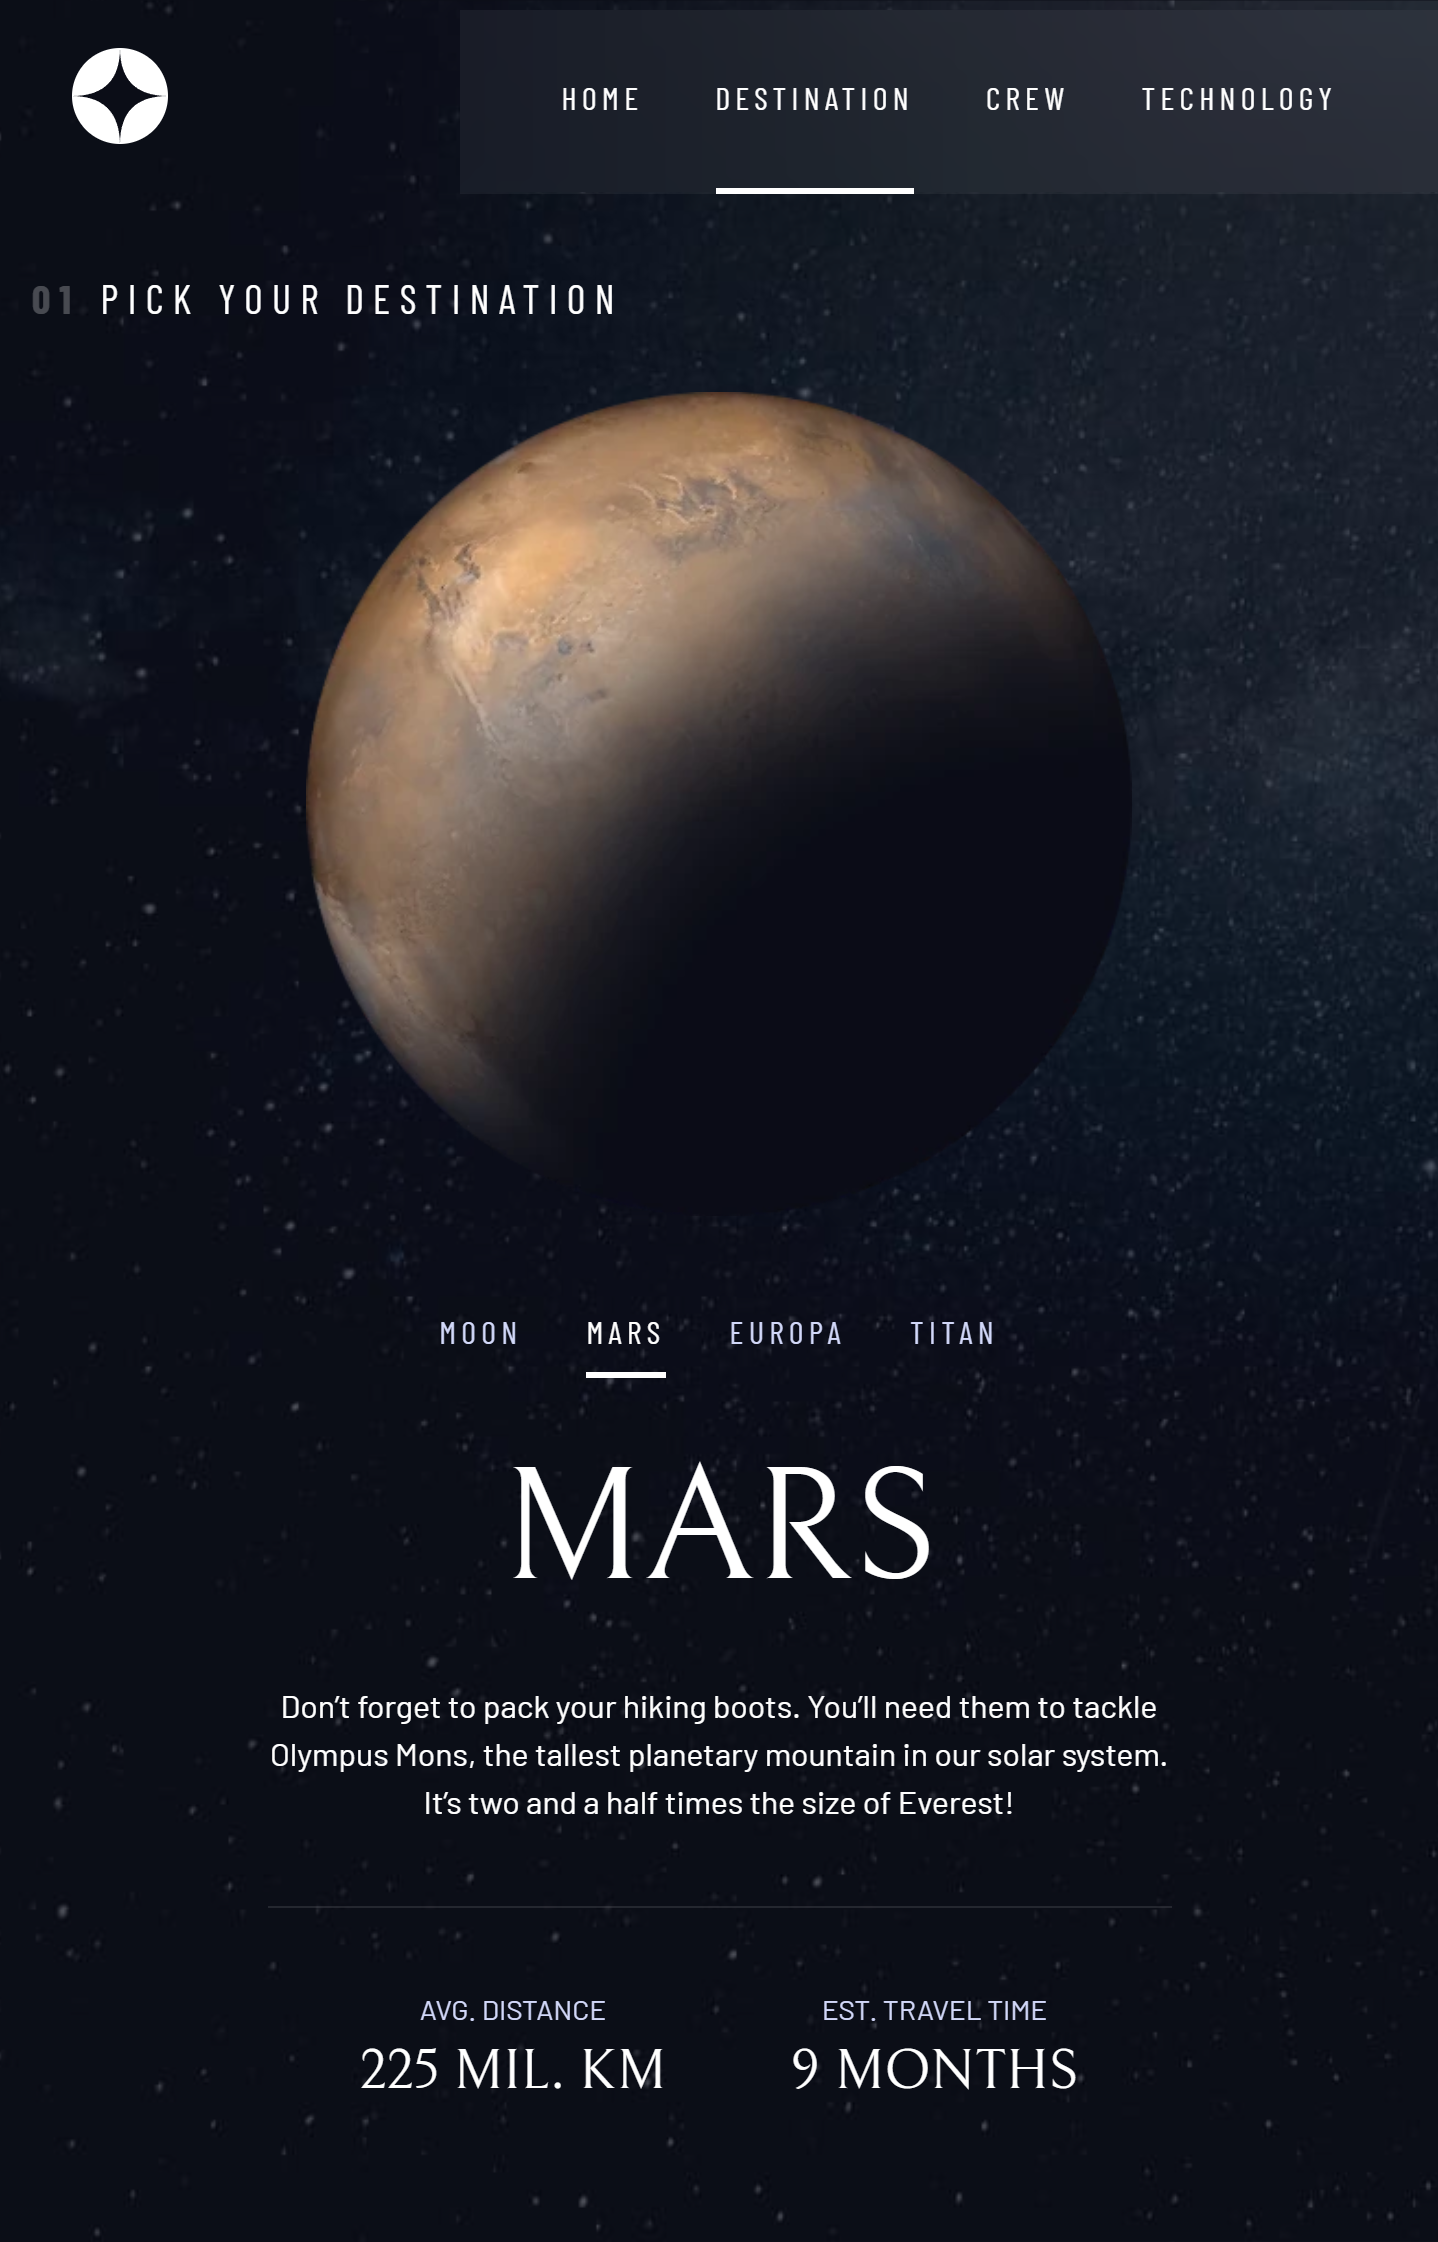 HOME DESTINATION CREW TECHNOLOGY
01 PICK YOUR DESTINATION
MOON MARS EUROPA TITAN
MARS
Don’t forget to pack your hiking boots. You’ll need them to tackle
Olympus Mons, the tallest planetary mountain in our solar system.
It’s two and a half times the size of Everest!
AVG. DISTANCE
225 MIL. KM
EST. TRAVEL TIME
9 MONTHS